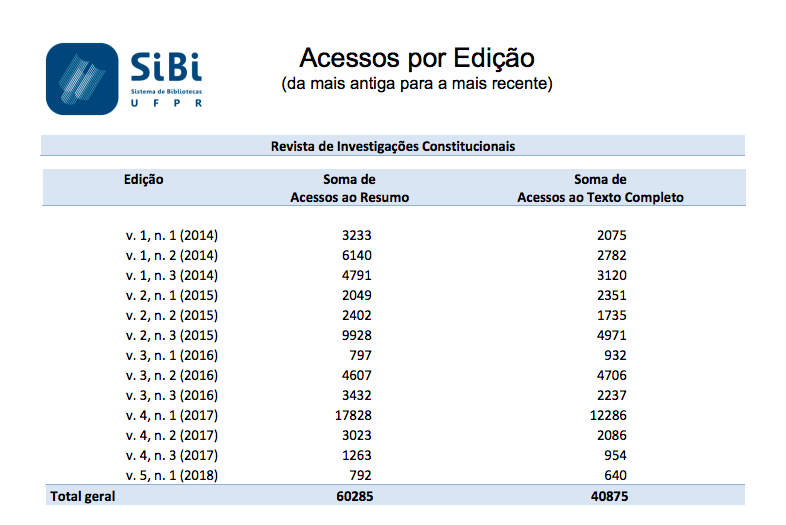 SiBi
Sistema de Bibliotecas
U F P R
Acessos por Edição
(da mais antiga para a mais recente)
Revista de Investigações Constitucionais
Edição Soma de Soma de
Acessos ao Resumo Acessos ao Texto Completo
v. 1, n. 1 (2014) 3233 2075
v. 1, n. 2 (2014) 6140 2782
v. 1, n. 3 (2014) 4791 3120
v. 2, n. 1 (2015) 2049 2351
v. 2, n. 2 (2015) 2402 1735
v. 2, n. 3 (2015) 9928 4971
v. 3, n. 1 (2016) 797 932
v. 3, n. 2 (2016) 4607 4706
v. 3, n. 3 (2016) 3432 2237
v. 4, n. 1 (2017) 17828 12286
v. 4, n. 2 (2017) 3023 2086
v. 4, n. 3 (2017) 1263 954
v. 5, n. 1 (2018) 792 640
Total geral 60285 40875